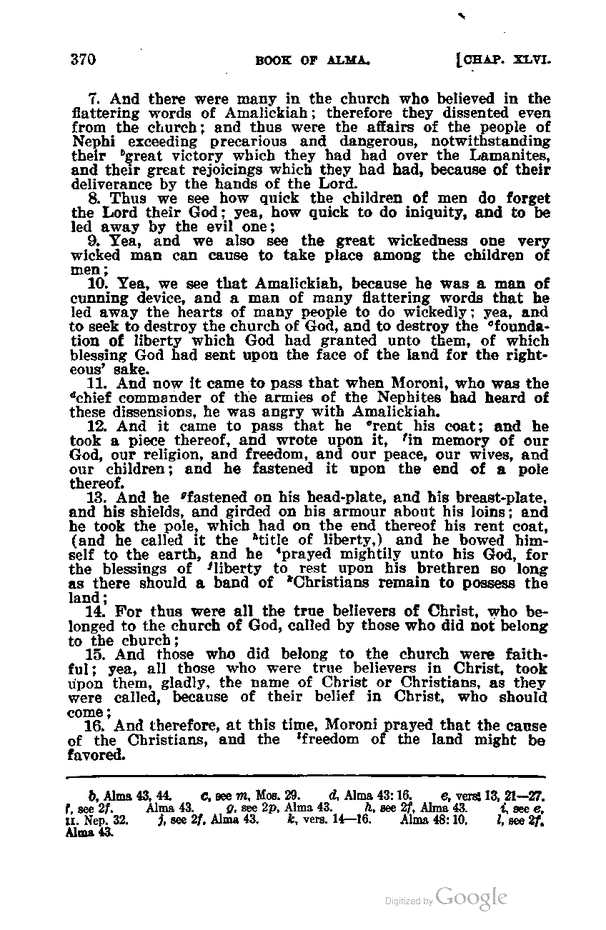 370 BOOK OF ALMA. [CHAP. XLVI.
7. And there were many in the church who believed in the
flattering words of Amalickiah; therefore they dissented even
from the church; and thus were the affairs of the people of
Nephi exceeding precarious and dangerous, notwithstanding
their ᵇgreat victory which they had had over the Lamanites,
and their great rejoicings which they had had, because of their
deliverance by the hands of the Lord.
8. Thus we see how quick the children of men do forget
the Lord their God; yea, how quick to do iniquity, and to be
led away by the evil one;
9. Yea, and we also see the great wickedness one very
wicked man can cause to take place among the children of
men;
10. Yea, we see that Amalickiah, because he was a man of
cunning device, and a man of many flattering words that he
led away the hearts of many people to do wickedly; yea, and
to seek to destroy the church of God, and to destroy the ᶜfounda-
tion of liberty which God had granted unto them, of which
blessing God had sent upon the face of the land for the right-
eous' sake.
11. And now it came to pass that when Moroni, who was the
ᵈchief commander of the armies of the Nephites had heard of
these dissensions, he was angry with Amalickiah.
12. And it came to pass that he ᵉrent his coat; and he
took a piece thereof, and wrote upon it, ᶠin memory of our
God, our religion, and freedom, and our peace, our wives, and
our children; and he fastened it upon the end of a pole
thereof.
13. And he ᵍfastened on his head-plate, and his breast-plate,
and his shields, and girded on his armour about his loins; and
he took the pole, which had on the end thereof his rent coat,
(and he called it the ʰtitle of liberty,) and he bowed him-
self to the earth, and he ⁱprayed mightily unto his God, for
the blessings of ʲliberty to rest upon his brethren so long
as there should a band of ᵏChristians remain to possess the
land;
14. For thus were all the true believers of Christ, who be-
longed to the church of God, called by those who did not belong
to the church;
15. And those who did belong to the church were faith-
ful; yea, all those who were true believers in Christ, took
upon them, gladly, the name of Christ or Christians, as they
were called, because of their belief in Christ, who should
come;
16. And therefore, at this time, Moroni prayed that the cause
of the Christians, and the ˡfreedom of the land might be
favored.
b, Alma 43, 44. c, see m, Mos. 29. d, Alma 43:16. e, vers. 13, 21—27.
f, see 2f. Alma 43. g, see 2p, Alma 43. h, see 2f, Alma 43. i, see e,
II. Nep. 32. j, see 2f, Alma 43. k, vers. 14—16. Alma 48:10. l, see 2f.
Alma 43.
Digitized by Google